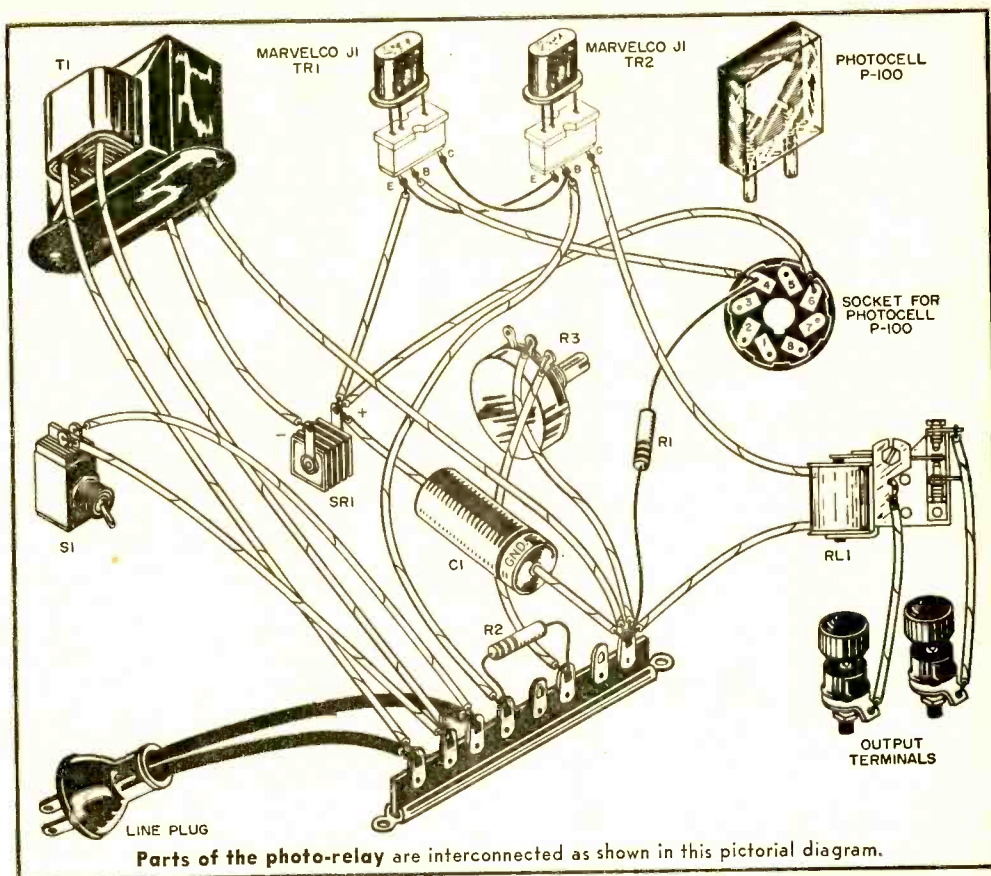 T1
MARVELCO J1
TR1
MARVELCO J1
TR2
PHOTOCELL
P-100
E
B
C
E
B
C
SOCKET FOR
PHOTOCELL
P-100
1
2
3
4
5
6
7
8
R3
+
-
SR1
R1
S1
C1
GND
RL1
R2
OUTPUT
TERMINALS
LINE PLUG
Parts of the photo-relay are interconnected as shown in this pictorial diagram.